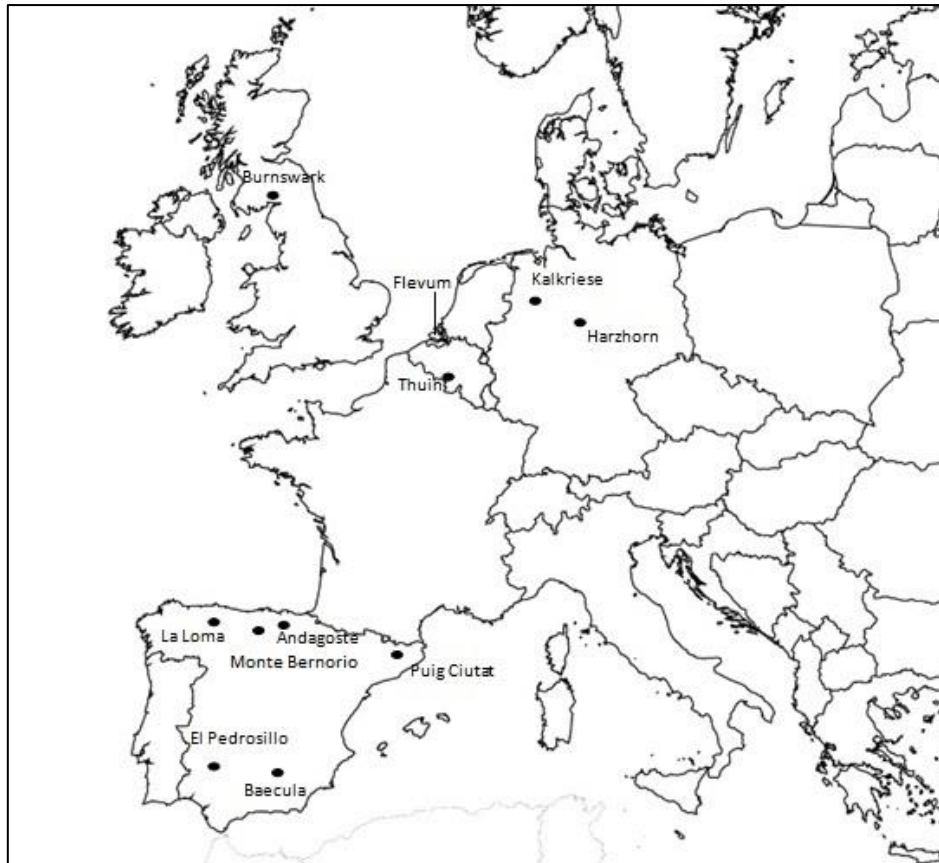 Burnswark
Flevum
Kalkriese
Harzhorn
Thuin
La Loma
Andagoste
Monte Bernorio
Puig Ciutat
El Pedrosillo
Baecula